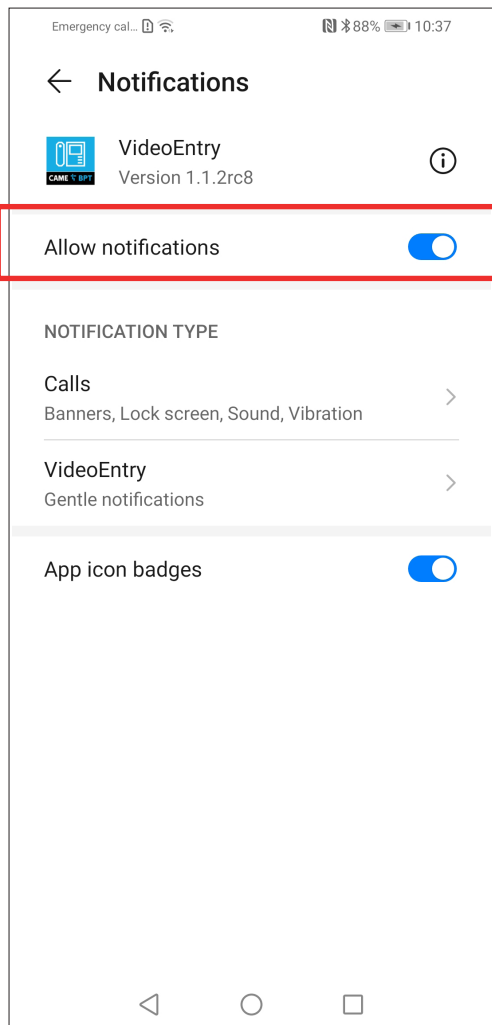 Emergency cal... 88% 10:37
Notifications
VideoEntry
Version 1.1.2rc8
CAME BPT
Allow notifications
NOTIFICATION TYPE
Calls
Banners, Lock screen, Sound, Vibration
VideoEntry
Gentle notifications
App icon badges